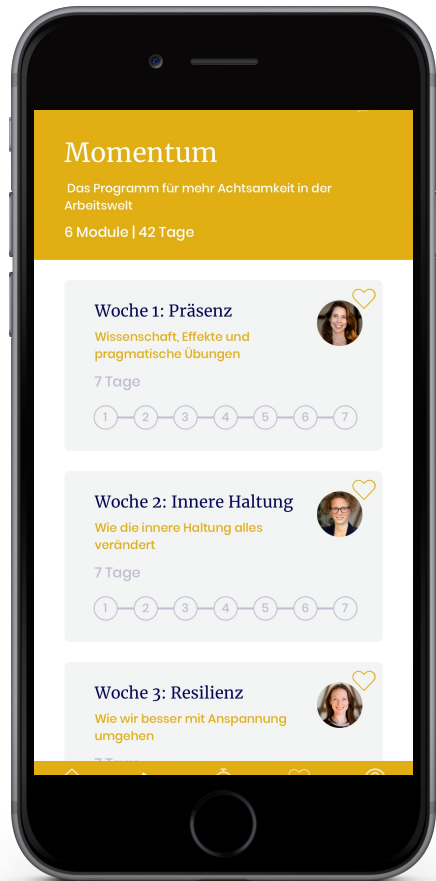 Momentum
Das Programm für mehr Achtsamkeit in der
Arbeitswelt
6 Module | 42 Tage
Woche 1: Präsenz
Wissenschaft, Effekte und
pragmatische Übungen
7 Tage
1 2 3 4 5 6 7
Woche 2: Innere Haltung
Wie die innere Haltung alles
verändert
7 Tage
1 2 3 4 5 6 7
Woche 3: Resilienz
Wie wir besser mit Anspannung
umgehen